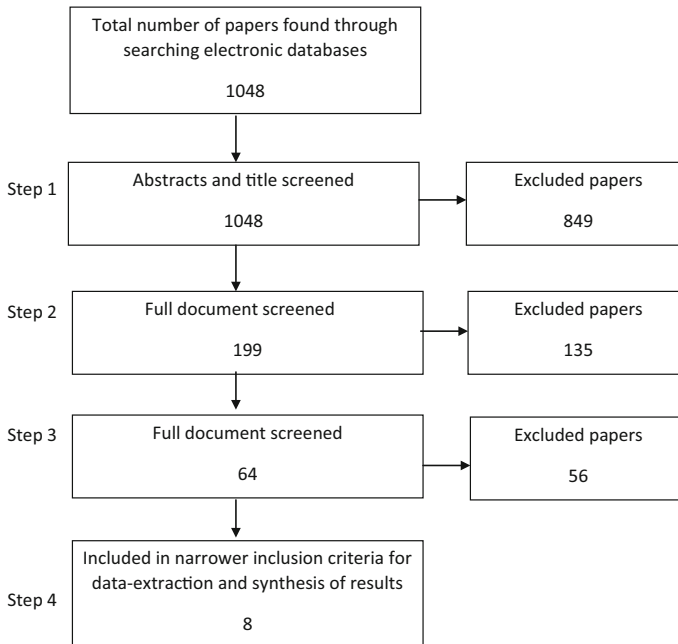 Total number of papers found through
searching electronic databases
1048
Step 1
Abstracts and title screened
1048
Excluded papers
849
Step 2
Full document screened
199
Excluded papers
135
Step 3
Full document screened
64
Excluded papers
56
Step 4
Included in narrower inclusion criteria for
data-extraction and synthesis of results
8